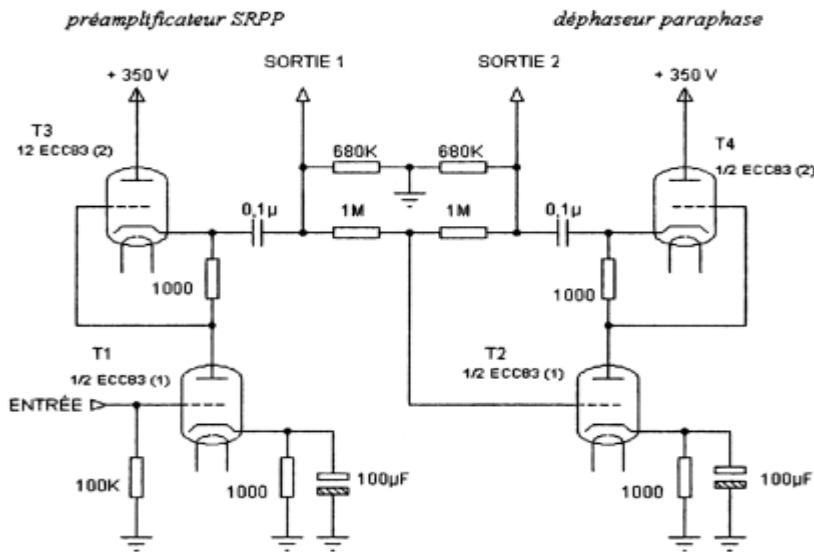 préamplificateur SRPP
déphaseur paraphase
SORTIE 1
SORTIE 2
+ 350 V
+ 350 V
T3
12 ECC83 (2)
T4
1/2 ECC83 (2)
680K
680K
0,1µ
1M
1M
0,1µ
1000
1000
T1
1/2 ECC83 (1)
T2
1/2 ECC83 (1)
ENTRÉE
100K
1000
100µF
1000
100µF